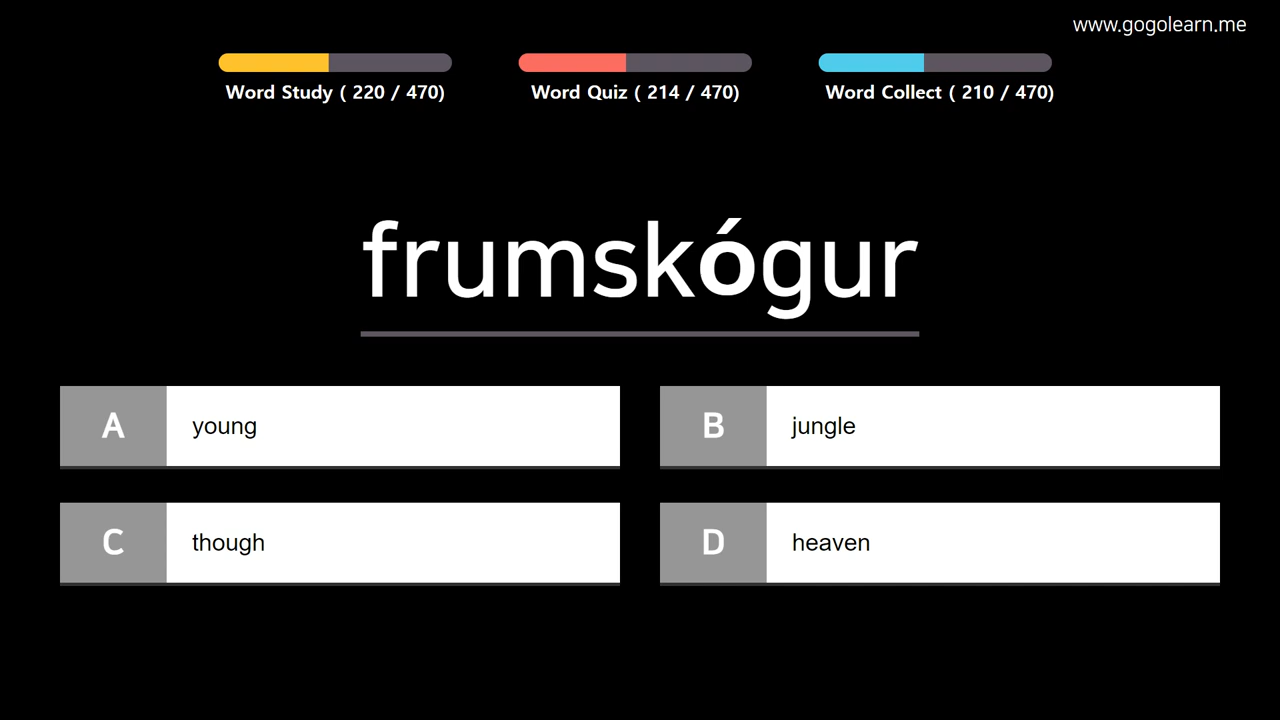 www.gogolearn.me
Word Study ( 220 / 470)
Word Quiz ( 214 / 470)
Word Collect ( 210 / 470)
frumskógur
A young
B jungle
C though
D heaven